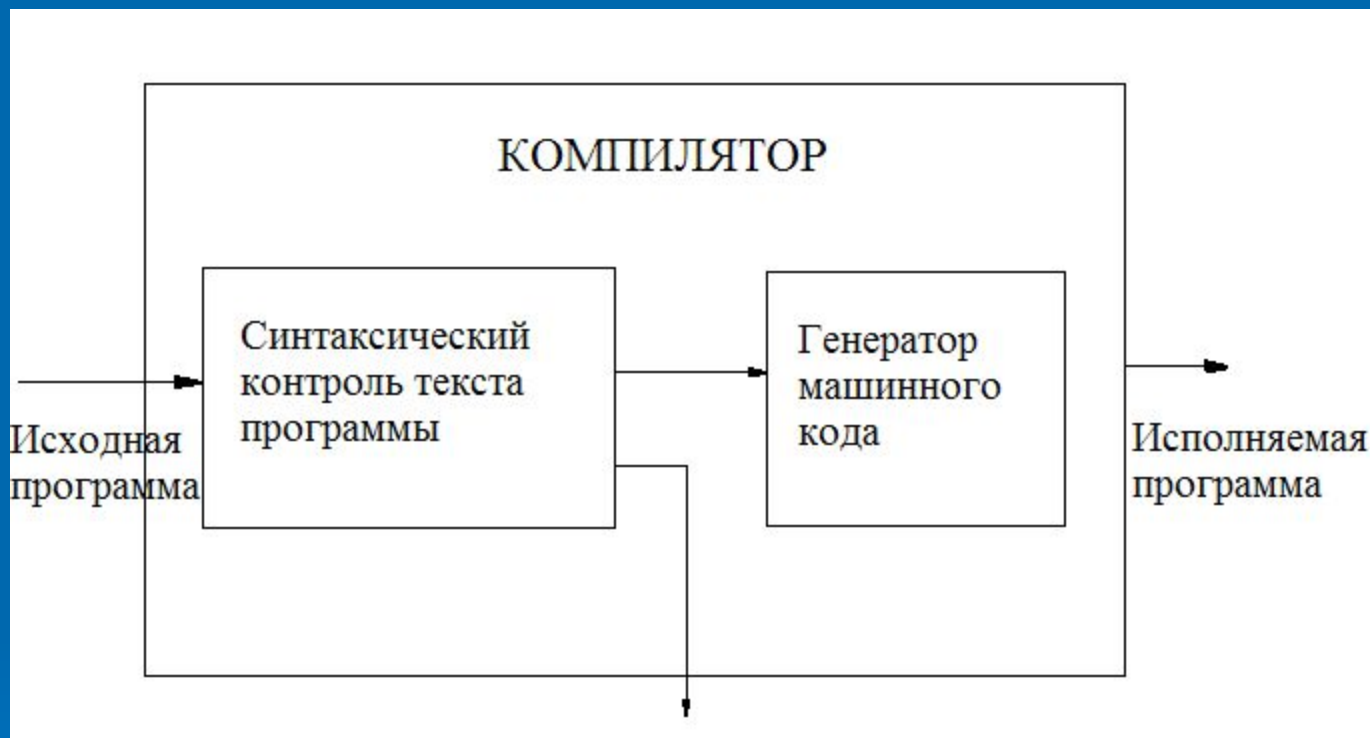 КОМПИЛЯТОР
Синтаксический
контроль текста
программы
Генератор
машинного
кода
Исходная
программа
Исполняемая
программа